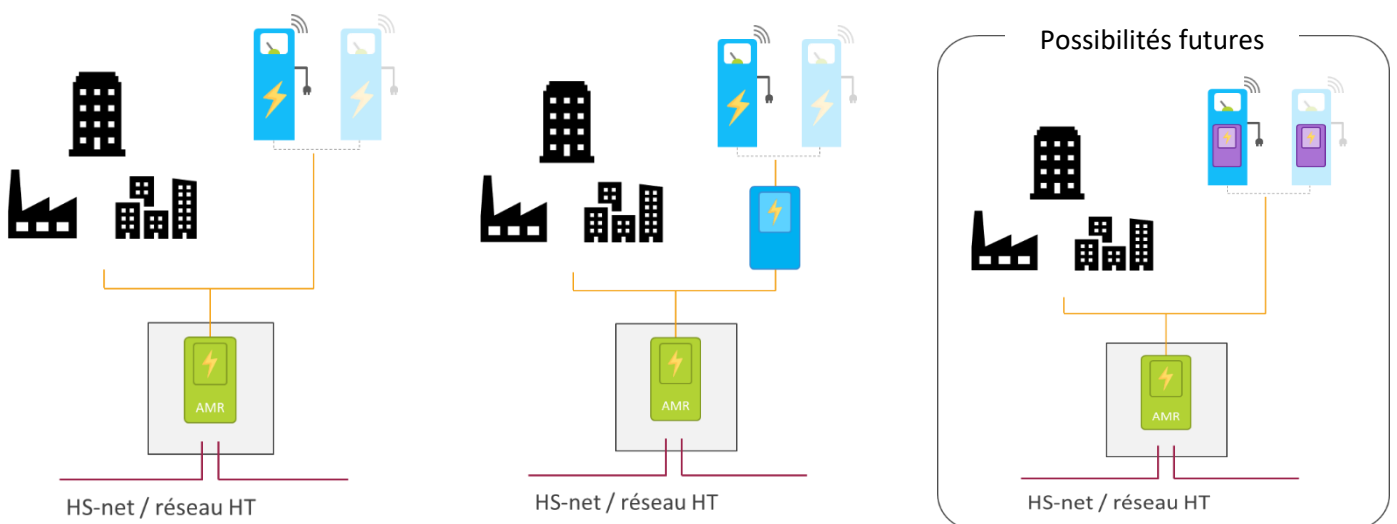 Possibilités futures
AMR
HS-net / réseau HT
AMR
HS-net / réseau HT
AMR
HS-net / réseau HT